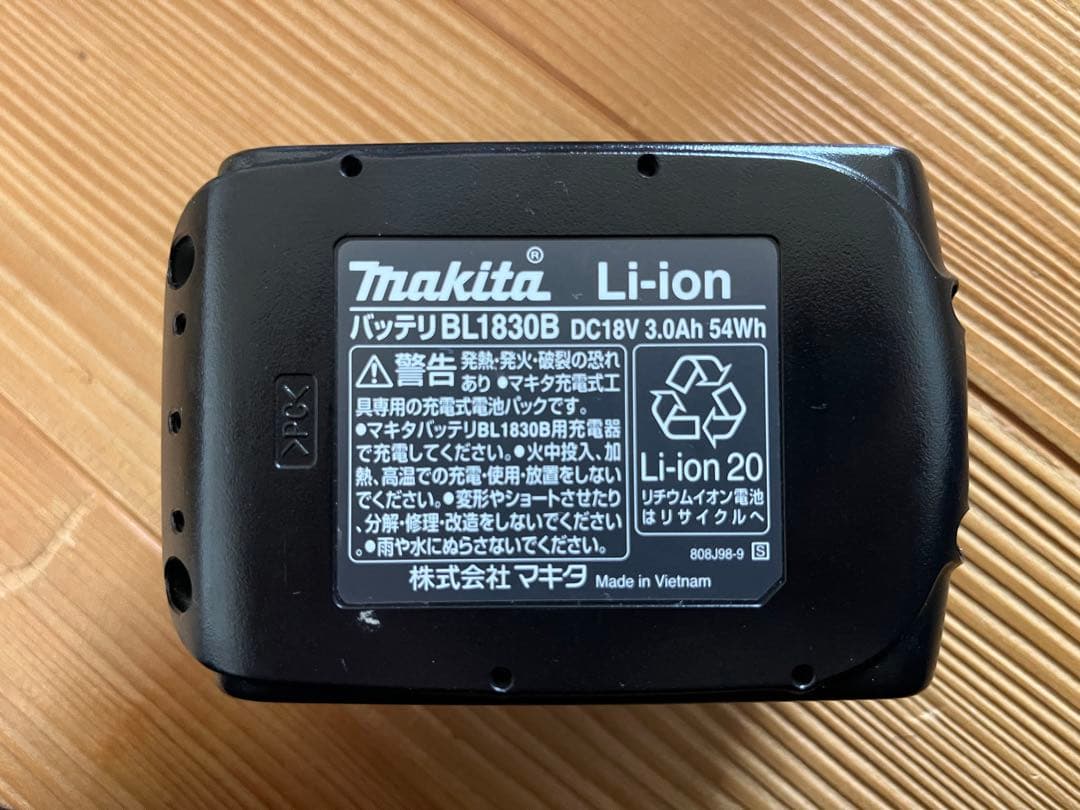 makita® Li-ion
バッテリBL1830B DC18V 3.0Ah 54Wh
警告 発熱・発火・破裂の恐れ
あり ●マキタ充電式工
具専用の充電式電池パックです。
●マキタバッテリBL1830B用充電器
で充電してください。●火中投入、加
熱、高温での充電・使用・放置をしない
でください。●変形やショートさせたり
、分解・修理・改造をしないでください
。●雨や水にぬらさないでください。
Li-ion 20
リチウムイオン電池
はリサイクルへ
808J98-9 S
株式会社マキタ Made in Vietnam
>PC<